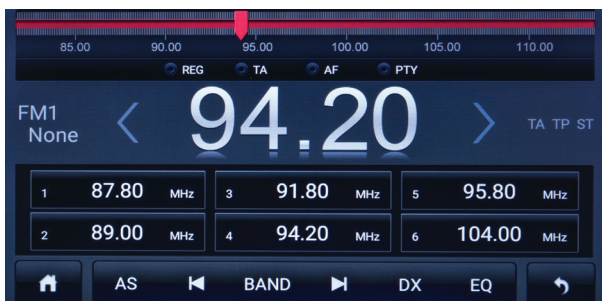 85.00 90.00 95.00 100.00 105.00 110.00
REG TA AF PTY
FM1
None
94.20
TA TP ST
1 87.80 MHz 3 91.80 MHz 5 95.80 MHz
2 89.00 MHz 4 94.20 MHz 6 104.00 MHz
AS BAND DX EQ